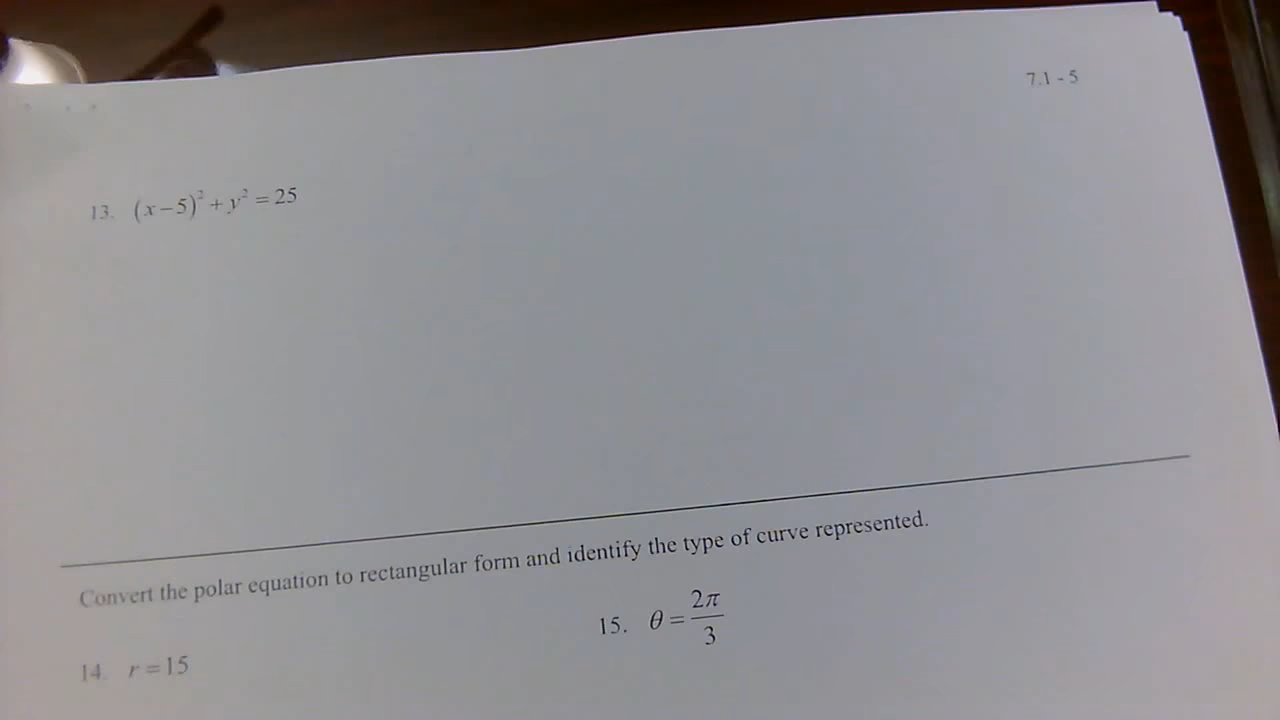 7.1 - 5
13. (x−5)² + y² = 25
Convert the polar equation to rectangular form and identify the type of curve represented.
14. r = 15
15. θ = 2π/3